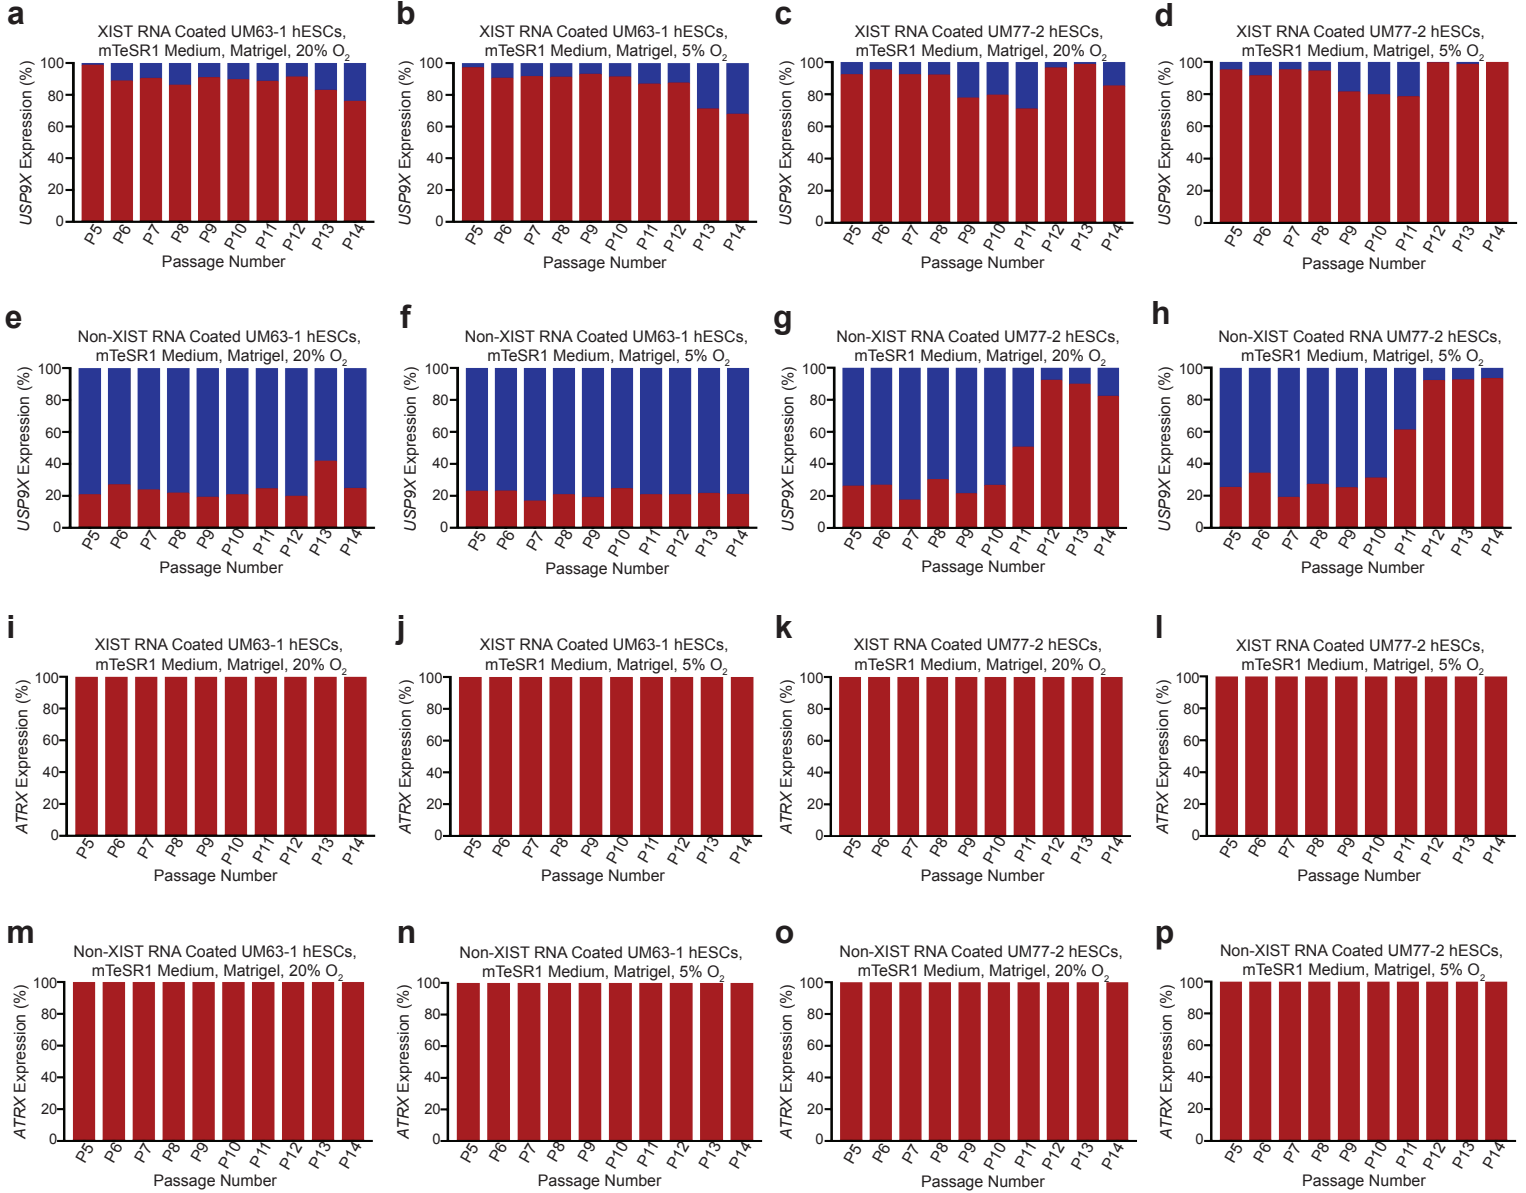 a
XIST RNA Coated UM63-1 hESCs,
mTeSR1 Medium, Matrigel, 20% O2
USP9X Expression (%)
100
80
60
40
20
0
P5 P6 P7 P8 P9 P10 P11 P12 P13 P14
Passage Number
b
XIST RNA Coated UM63-1 hESCs,
mTeSR1 Medium, Matrigel, 5% O2
USP9X Expression (%)
100
80
60
40
20
0
P5 P6 P7 P8 P9 P10 P11 P12 P13 P14
Passage Number
c
XIST RNA Coated UM77-2 hESCs,
mTeSR1 Medium, Matrigel, 20% O2
USP9X Expression (%)
100
80
60
40
20
0
P5 P6 P7 P8 P9 P10 P11 P12 P13 P14
Passage Number
d
XIST RNA Coated UM77-2 hESCs,
mTeSR1 Medium, Matrigel, 5% O2
USP9X Expression (%)
100
80
60
40
20
0
P5 P6 P7 P8 P9 P10 P11 P12 P13 P14
Passage Number
e
Non-XIST RNA Coated UM63-1 hESCs,
mTeSR1 Medium, Matrigel, 20% O2
USP9X Expression (%)
100
80
60
40
20
0
P5 P6 P7 P8 P9 P10 P11 P12 P13 P14
Passage Number
f
Non-XIST RNA Coated UM63-1 hESCs,
mTeSR1 Medium, Matrigel, 5% O2
USP9X Expression (%)
100
80
60
40
20
0
P5 P6 P7 P8 P9 P10 P11 P12 P13 P14
Passage Number
g
Non-XIST RNA Coated UM77-2 hESCs,
mTeSR1 Medium, Matrigel, 20% O2
USP9X Expression (%)
100
80
60
40
20
0
P5 P6 P7 P8 P9 P10 P11 P12 P13 P14
Passage Number
h
Non-XIST Coated RNA UM77-2 hESCs,
mTeSR1 Medium, Matrigel, 5% O2
USP9X Expression (%)
100
80
60
40
20
0
P5 P6 P7 P8 P9 P10 P11 P12 P13 P14
Passage Number
i
XIST RNA Coated UM63-1 hESCs,
mTeSR1 Medium, Matrigel, 20% O2
ATRX Expression (%)
100
80
60
40
20
0
P5 P6 P7 P8 P9 P10 P11 P12 P13 P14
Passage Number
j
XIST RNA Coated UM63-1 hESCs,
mTeSR1 Medium, Matrigel, 5% O2
ATRX Expression (%)
100
80
60
40
20
0
P5 P6 P7 P8 P9 P10 P11 P12 P13 P14
Passage Number
k
XIST RNA Coated UM77-2 hESCs,
mTeSR1 Medium, Matrigel, 20% O2
ATRX Expression (%)
100
80
60
40
20
0
P5 P6 P7 P8 P9 P10 P11 P12 P13 P14
Passage Number
l
XIST RNA Coated UM77-2 hESCs,
mTeSR1 Medium, Matrigel, 5% O2
ATRX Expression (%)
100
80
60
40
20
0
P5 P6 P7 P8 P9 P10 P11 P12 P13 P14
Passage Number
m
Non-XIST RNA Coated UM63-1 hESCs,
mTeSR1 Medium, Matrigel, 20% O2
ATRX Expression (%)
100
80
60
40
20
0
P5 P6 P7 P8 P9 P10 P11 P12 P13 P14
Passage Number
n
Non-XIST RNA Coated UM63-1 hESCs,
mTeSR1 Medium, Matrigel, 5% O2
ATRX Expression (%)
100
80
60
40
20
0
P5 P6 P7 P8 P9 P10 P11 P12 P13 P14
Passage Number
o
Non-XIST RNA Coated UM77-2 hESCs,
mTeSR1 Medium, Matrigel, 20% O2
ATRX Expression (%)
100
80
60
40
20
0
P5 P6 P7 P8 P9 P10 P11 P12 P13 P14
Passage Number
p
Non-XIST RNA Coated UM77-2 hESCs,
mTeSR1 Medium, Matrigel, 5% O2
ATRX Expression (%)
100
80
60
40
20
0
P5 P6 P7 P8 P9 P10 P11 P12 P13 P14
Passage Number